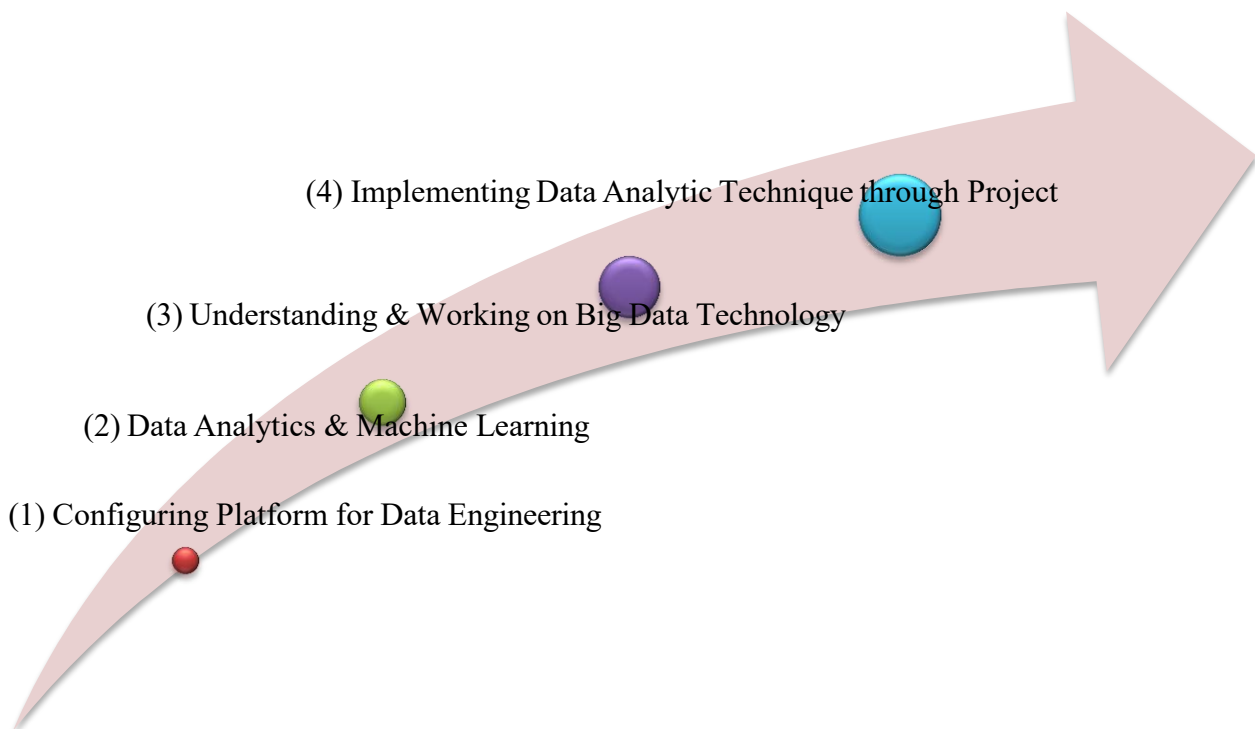 (4) Implementing Data Analytic Technique through Project
(3) Understanding & Working on Big Data Technology
(2) Data Analytics & Machine Learning
(1) Configuring Platform for Data Engineering